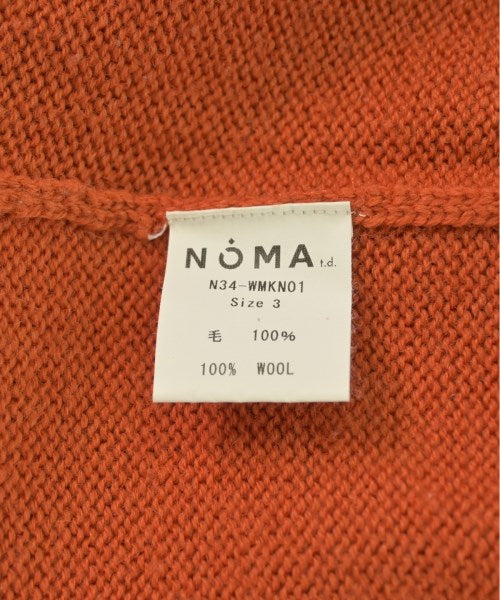 NOMA t.d.
N34-WMKN01
Size 3
毛 100%
100% WOOL